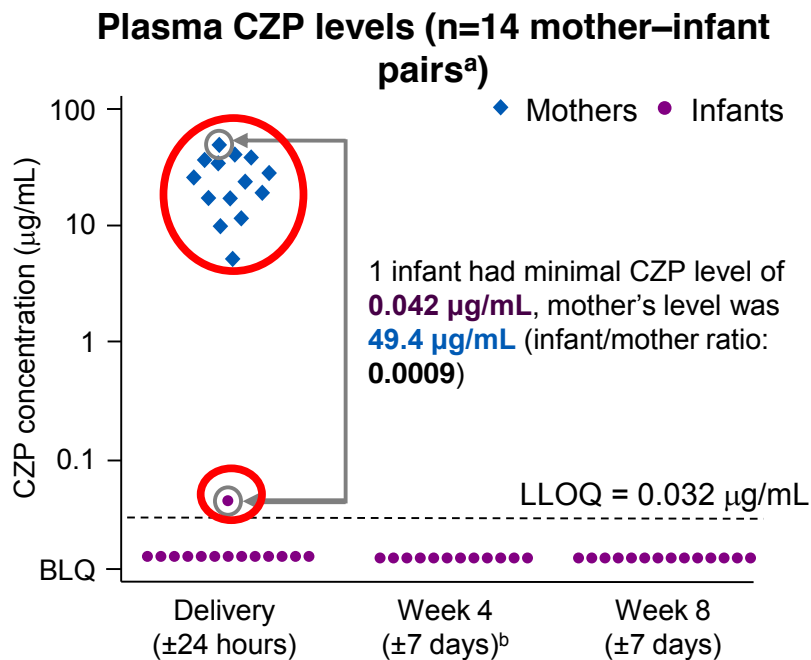 Plasma CZP levels (n=14 mother–infant
pairsᵃ)
Mothers
Infants
CZP concentration (μg/mL)
100
10
1
0.1
BLQ
1 infant had minimal CZP level of
0.042 μg/mL, mother’s level was
49.4 μg/mL (infant/mother ratio:
0.0009)
LLOQ = 0.032 μg/mL
Delivery
(±24 hours)
Week 4
(±7 days)ᵇ
Week 8
(±7 days)